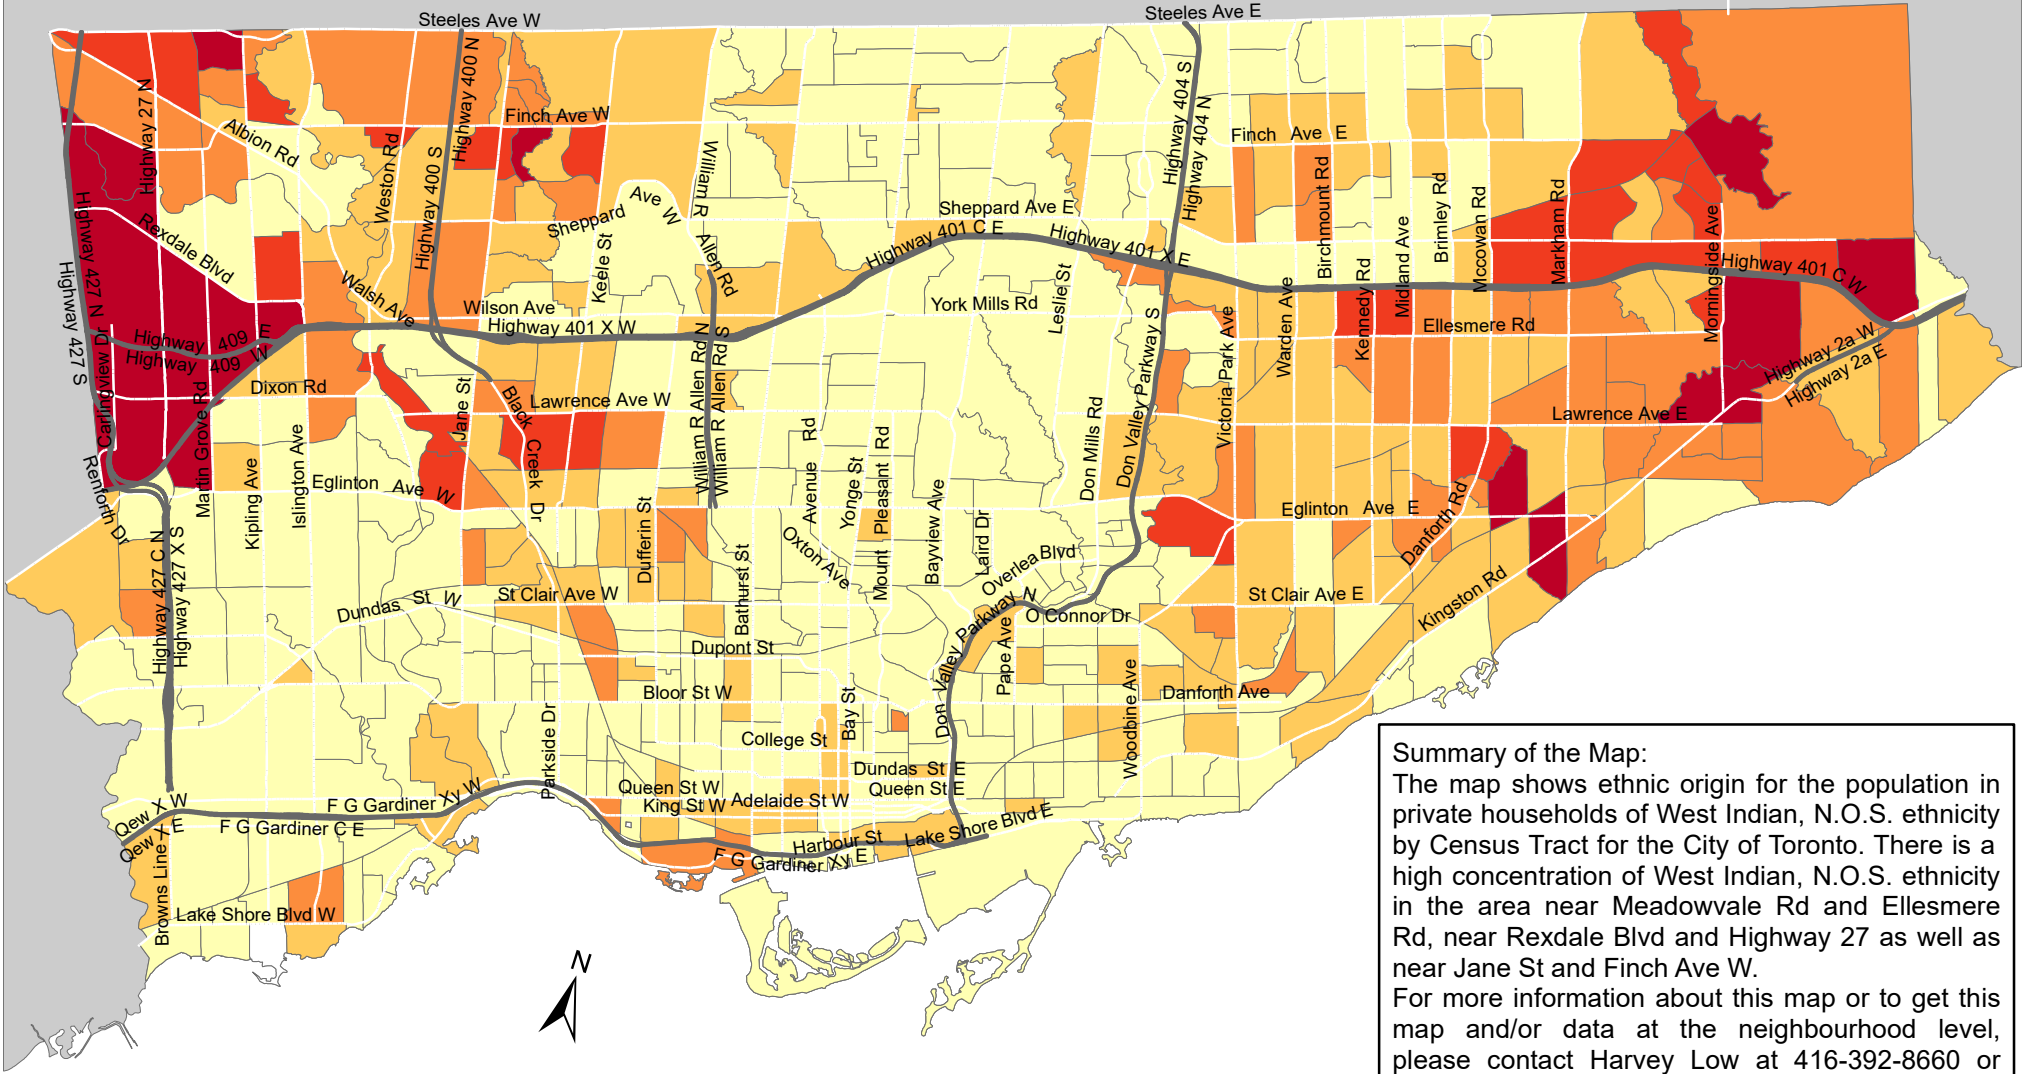 Steeles Ave W
Steeles Ave E
Highway 400 N
Highway 404 S
Highway 404 N
Highway 27 N
Finch Ave W
Finch Ave E
Albion Rd
Weston Rd
Highway 400 S
William R
Allen Rd
Birchmount Rd
Brimley Rd
Mccowan Rd
Markham Rd
Morningside Ave
Midland Ave
Kennedy Rd
Sheppard Ave W
Sheppard Ave E
Keele St
Highway 427 N
Highway 427 S
Rexdale Blvd
Highway 401 C E
Highway 401 X E
Highway 401 C W
Walsh Ave
Wilson Ave
Highway 401 X W
York Mills Rd
Leslie St
Ellesmere Rd
Warden Ave
Victoria Park Ave
Highway 409 E
Highway 409 W
Highway 2a W
Highway 2a E
Carlingview Dr
Martin Grove Rd
Dixon Rd
Jane St
Black Creek Dr
Lawrence Ave W
Lawrence Ave E
William R Allen Rd N
William R Allen Rd S
Don Valley Parkway S
Don Mills Rd
Renforth Dr
Kipling Ave
Islington Ave
Eglinton Ave W
Eglinton Ave E
Dufferin St
Avenue Rd
Yonge St
Mount Pleasant Rd
Bayview Ave
Laird Dr
Overlea Blvd
Oxton Ave
Danforth Rd
Highway 427 C N
Highway 427 X S
Dundas St W
St Clair Ave W
St Clair Ave E
Bathurst St
Don Valley Parkway N
O Connor Dr
Pape Ave
Kingston Rd
Dupont St
Bloor St W
Bay St
Danforth Ave
Woodbine Ave
Parkside Dr
College St
Dundas St E
Queen St E
Queen St W
King St W
Adelaide St W
Qew X W
Qew X E
F G Gardiner Xy W
F G Gardiner C E
Harbour St
Lake Shore Blvd E
F G Gardiner Xy E
Browns Line
Lake Shore Blvd W
N
Summary of the Map:
The map shows ethnic origin for the population in
private households of West Indian, N.O.S. ethnicity
by Census Tract for the City of Toronto. There is a
high concentration of West Indian, N.O.S. ethnicity
in the area near Meadowvale Rd and Ellesmere
Rd, near Rexdale Blvd and Highway 27 as well as
near Jane St and Finch Ave W.
For more information about this map or to get this
map and/or data at the neighbourhood level,
please contact Harvey Low at 416-392-8660 or